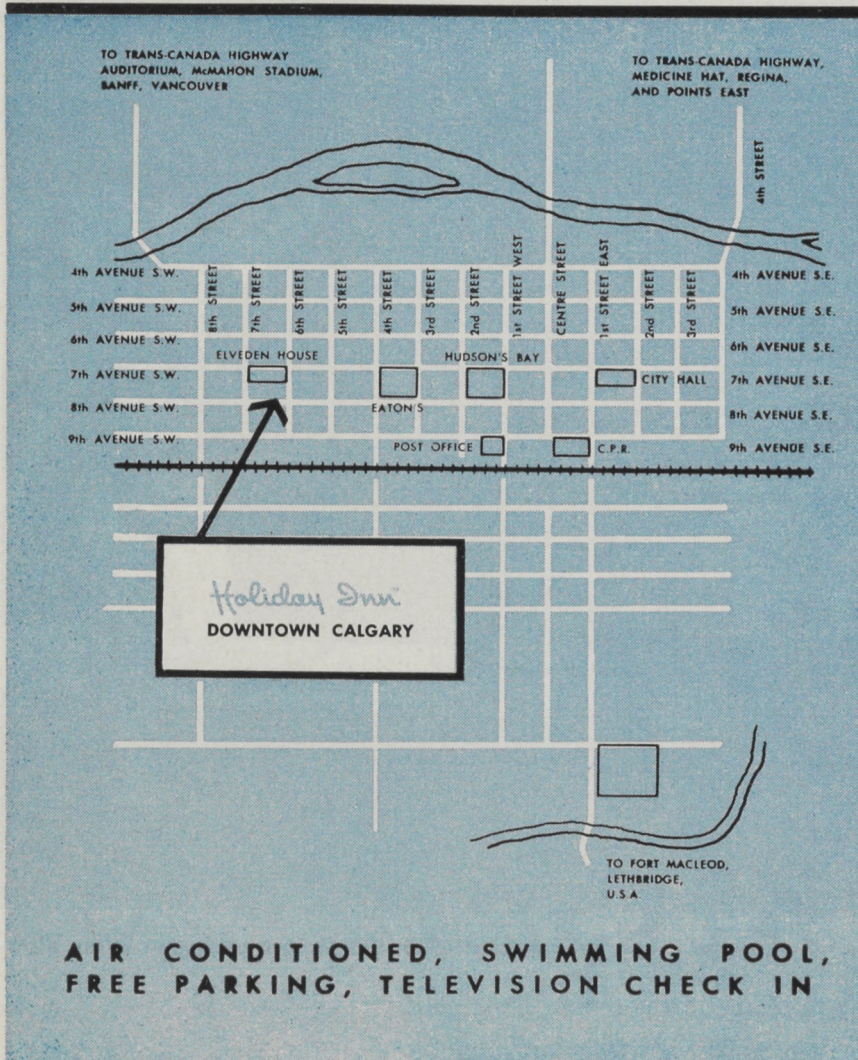 TO TRANS-CANADA HIGHWAY
AUDITORIUM, McMAHON STADIUM,
BANFF, VANCOUVER
TO TRANS-CANADA HIGHWAY,
MEDICINE HAT, REGINA,
AND POINTS EAST
4th STREET
4th AVENUE S.W.
5th AVENUE S.W.
6th AVENUE S.W.
7th AVENUE S.W.
8th AVENUE S.W.
9th AVENUE S.W.
8th STREET
7th STREET
6th STREET
5th STREET
4th STREET
3rd STREET
2nd STREET
1st STREET WEST
CENTRE STREET
1st STREET EAST
2nd STREET
3rd STREET
4th AVENUE S.E.
5th AVENUE S.E.
6th AVENUE S.E.
7th AVENUE S.E.
8th AVENUE S.E.
9th AVENUE S.E.
ELVEDEN HOUSE
HUDSON'S BAY
EATON'S
CITY HALL
POST OFFICE
C.P.R.
Holiday Inn
DOWNTOWN CALGARY
TO FORT MACLEOD,
LETHBRIDGE,
U.S.A.
AIR CONDITIONED, SWIMMING POOL,
FREE PARKING, TELEVISION CHECK IN